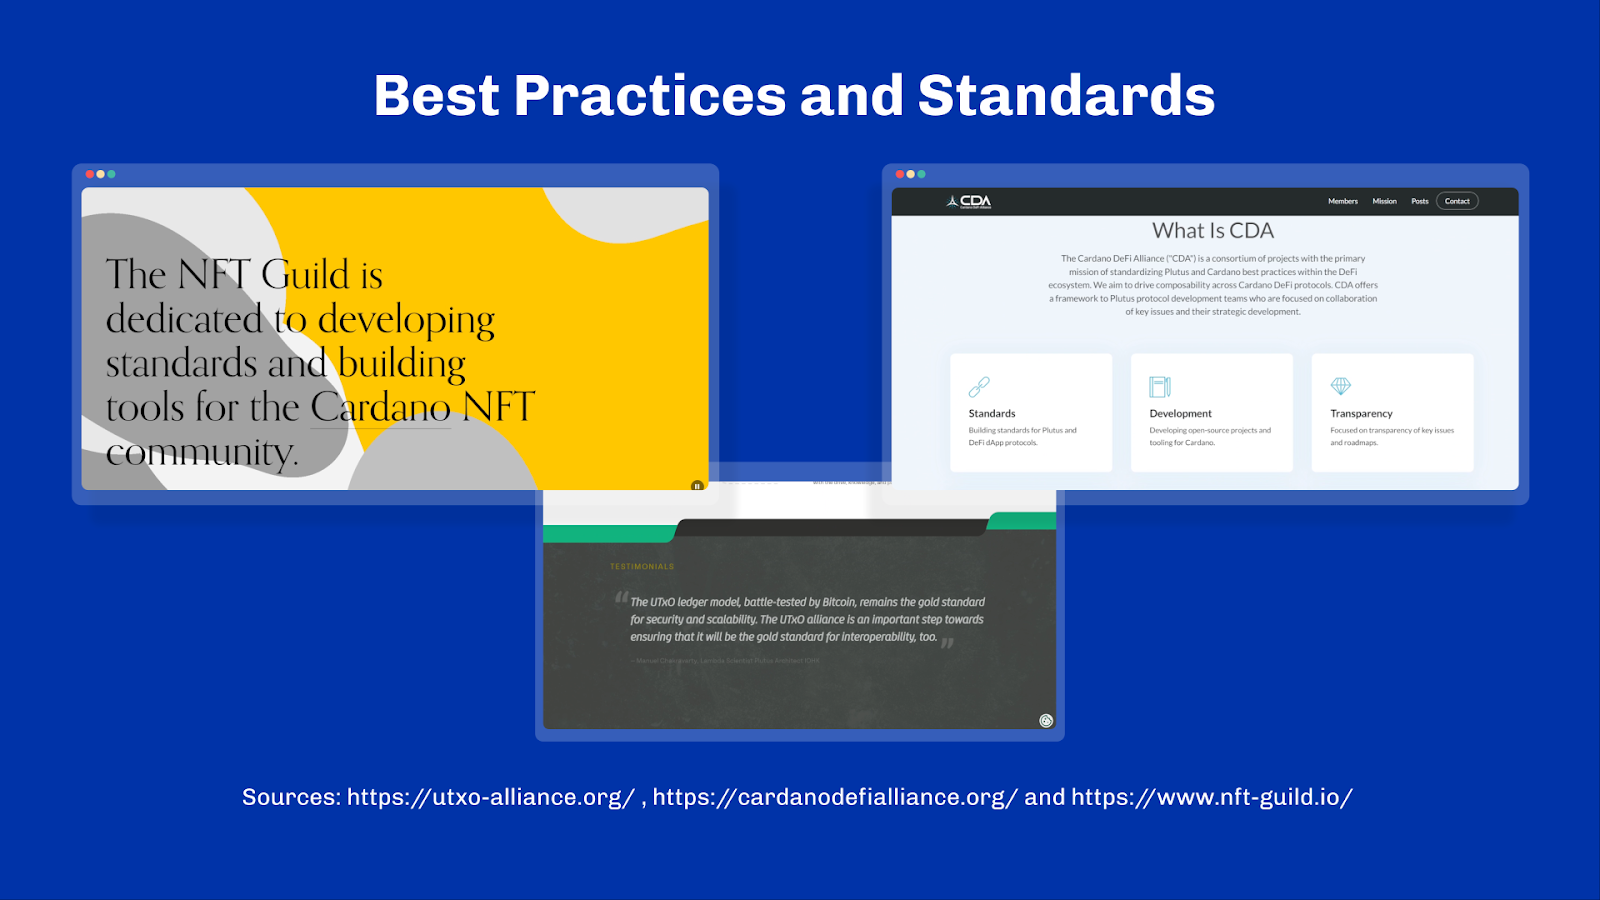 Best Practices and Standards
The NFT Guild is
dedicated to developing
standards and building
tools for the Cardano NFT
community.
CDA
Members Mission Posts Contact
What Is CDA
The Cardano DeFi Alliance ("CDA") is a consortium of projects with the primary
mission of standardizing Plutus and Cardano best practices within the DeFi
ecosystem. We aim to drive composability across Cardano DeFi protocols. CDA offers
a framework to Plutus protocol development teams who are focused on collaboration
of key issues and their strategic development.
Standards
Building standards for Plutus and
DeFi dApp protocols.
Development
Developing open-source projects and
tooling for Cardano.
Transparency
Focused on transparency of key issues
and roadmaps.
TESTIMONIALS
“The UTxO ledger model, battle-tested by Bitcoin, remains the gold standard
for security and scalability. The UTxO alliance is an important step towards
ensuring that it will be the gold standard for interoperability, too.”
Sources: https://utxo-alliance.org/ , https://cardanodefialliance.org/ and https://www.nft-guild.io/